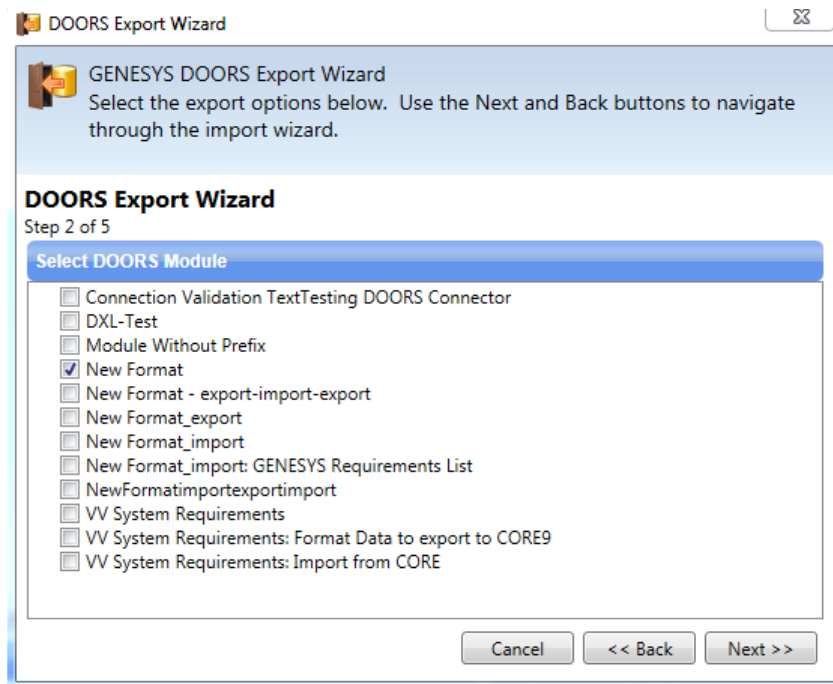 DOORS Export Wizard
GENESYS DOORS Export Wizard
Select the export options below.  Use the Next and Back buttons to navigate
through the import wizard.
DOORS Export Wizard
Step 2 of 5
Select DOORS Module
Connection Validation TextTesting DOORS Connector
DXL-Test
Module Without Prefix
New Format
New Format - export-import-export
New Format_export
New Format_import
New Format_import: GENESYS Requirements List
NewFormatimportexportimport
VV System Requirements
VV System Requirements: Format Data to export to CORE9
VV System Requirements: Import from CORE
Cancel << Back Next >>